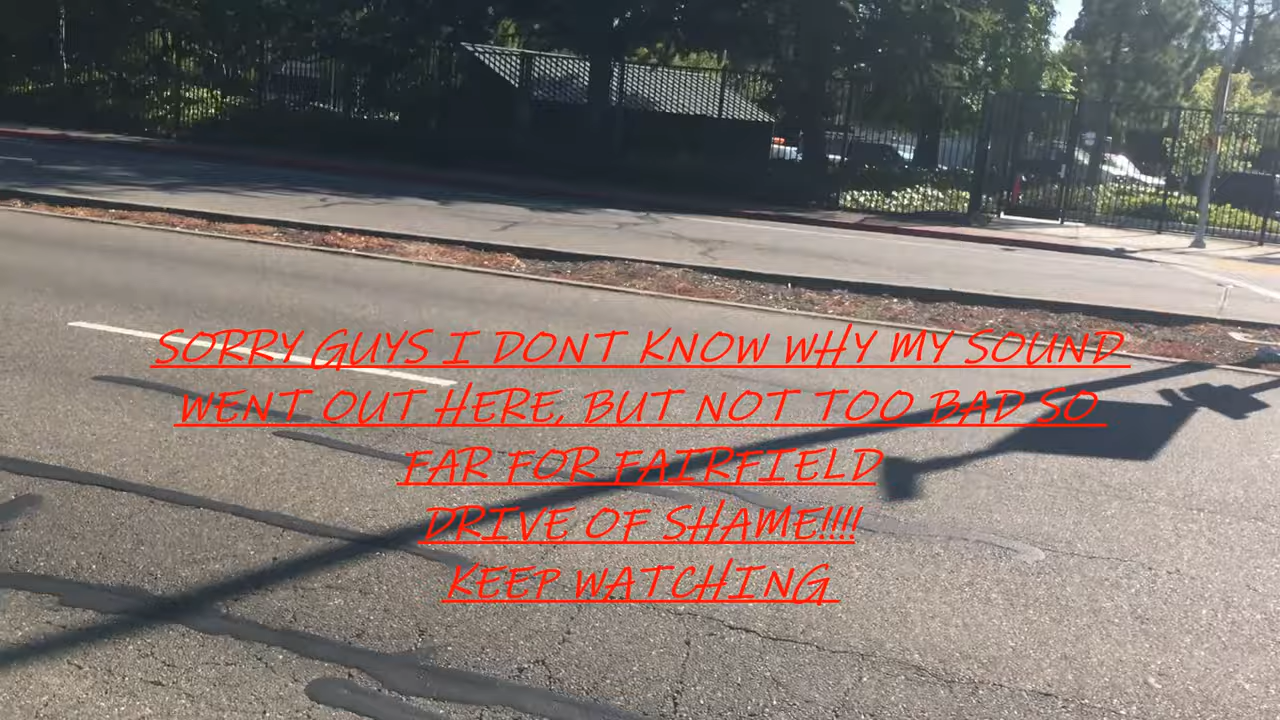 SORRY GUYS I DONT KNOW WHY MY SOUND
WENT OUT HERE, BUT NOT TOO BAD SO
FAR FOR FAIRFIELD
DRIVE OF SHAME!!!!
KEEP WATCHING